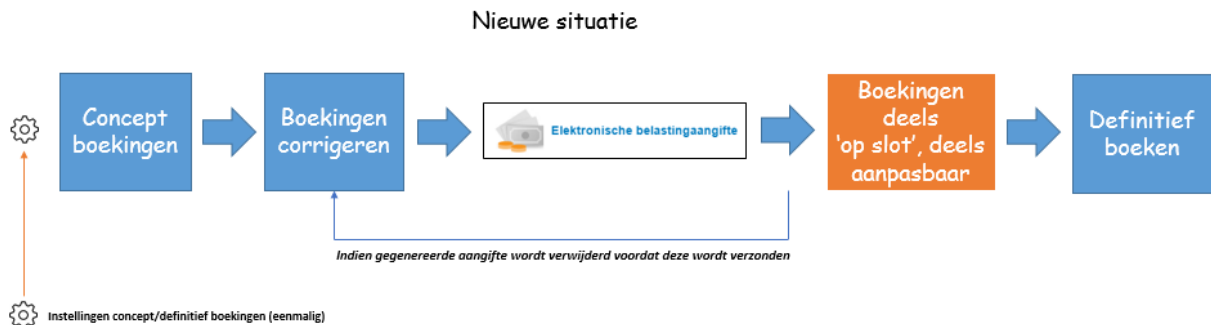 Nieuwe situatie
Concept
boekingen
Boekingen
corrigeren
Elektronische belastingaangifte
Boekingen
deels
'op slot', deels
aanpasbaar
Definitief
boeken
Indien gegenereerde aangifte wordt verwijderd voordat deze wordt verzonden
Instellingen concept/definitief boekingen (eenmalig)